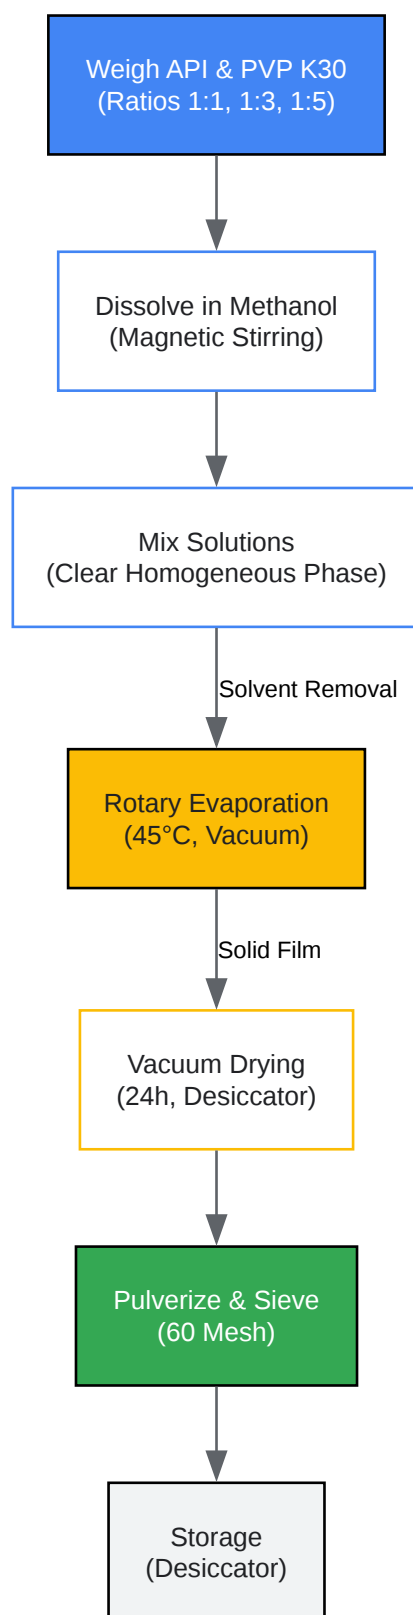 Weigh API & PVP K30
(Ratios 1:1, 1:3, 1:5)
Dissolve in Methanol
(Magnetic Stirring)
Mix Solutions
(Clear Homogeneous Phase)
Solvent Removal
Rotary Evaporation
(45°C, Vacuum)
Solid Film
Vacuum Drying
(24h, Desiccator)
Pulverize & Sieve
(60 Mesh)
Storage
(Desiccator)